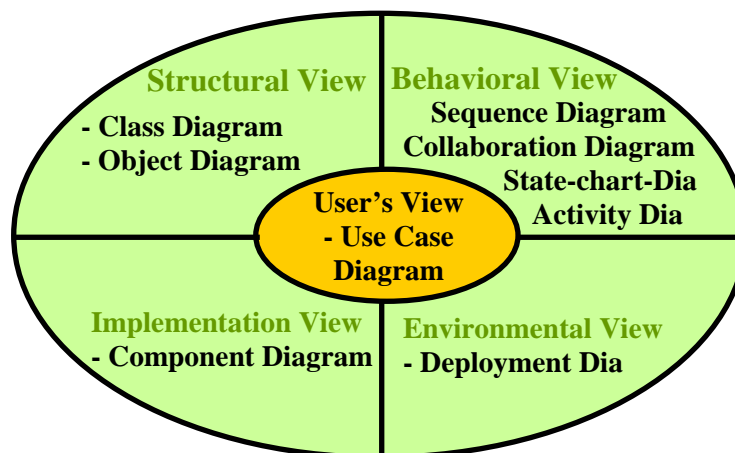 Structural View
- Class Diagram
- Object Diagram
Behavioral View
Sequence Diagram
Collaboration Diagram
State-chart-Dia
Activity Dia
User’s View
- Use Case
Diagram
Implementation View
- Component Diagram
Environmental View
- Deployment Dia